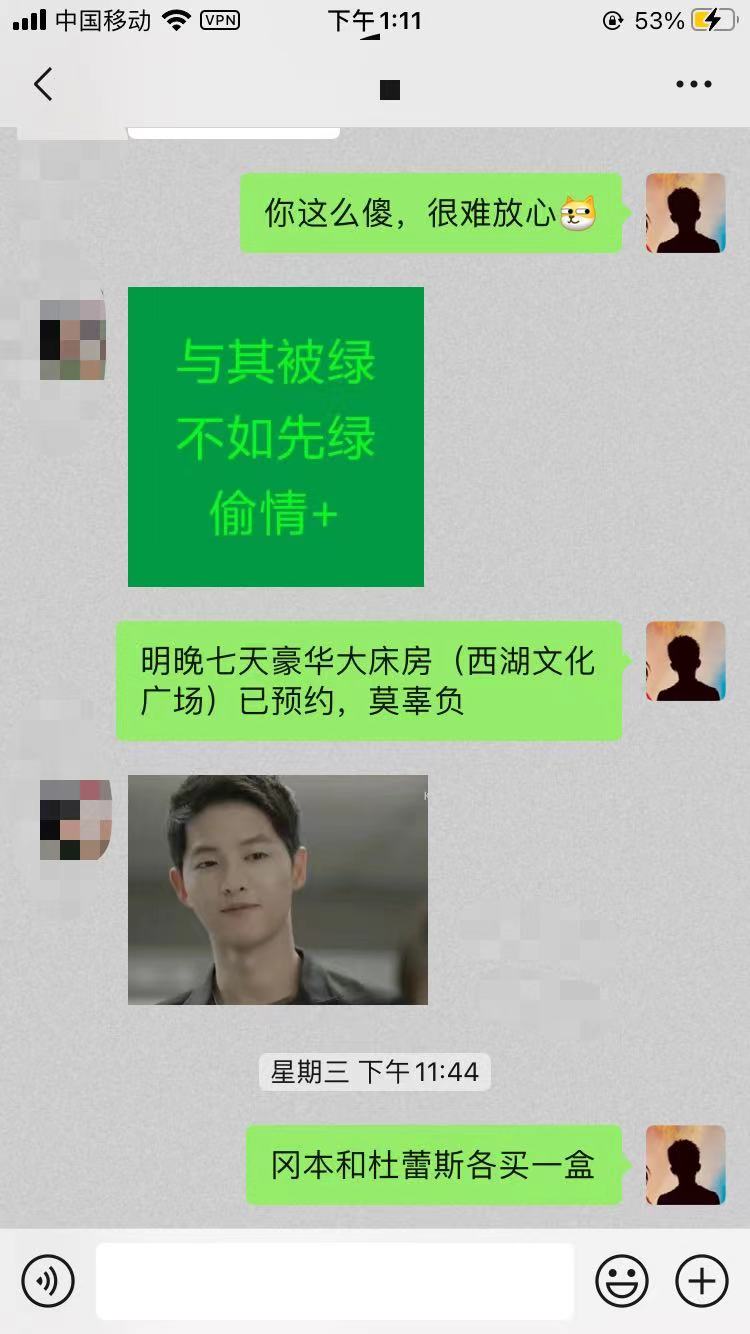 中国移动 VPN 下午1:11 53%
你这么傻，很难放心
与其被绿
不如先绿
偷情+
明晚七天豪华大床房（西湖文化
广场）已预约，莫辜负
星期三 下午11:44
冈本和杜蕾斯各买一盒